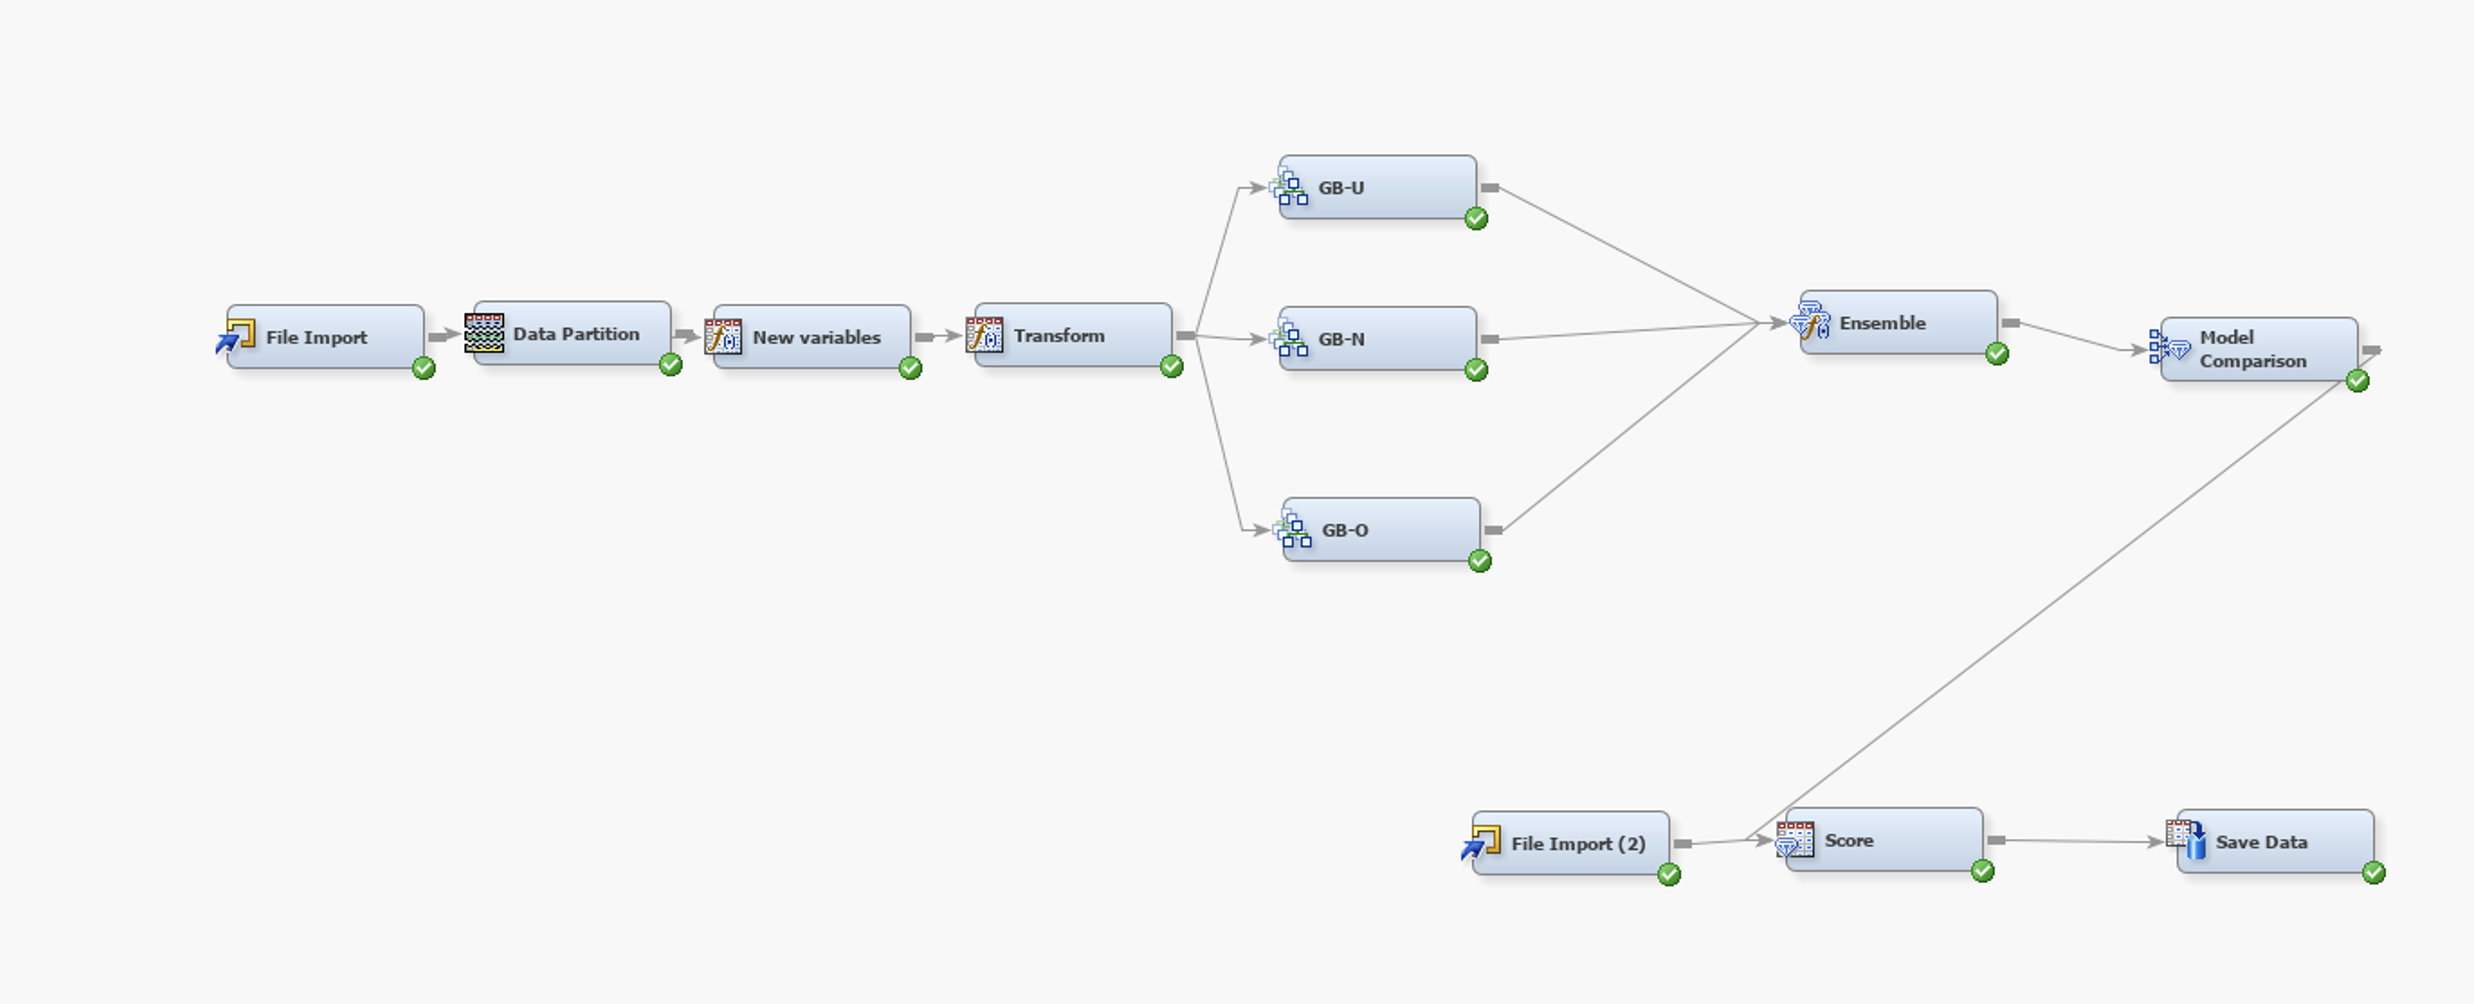 File Import
Data Partition
New variables
Transform
GB-U
GB-N
GB-O
Ensemble
Model
Comparison
File Import (2)
Score
Save Data